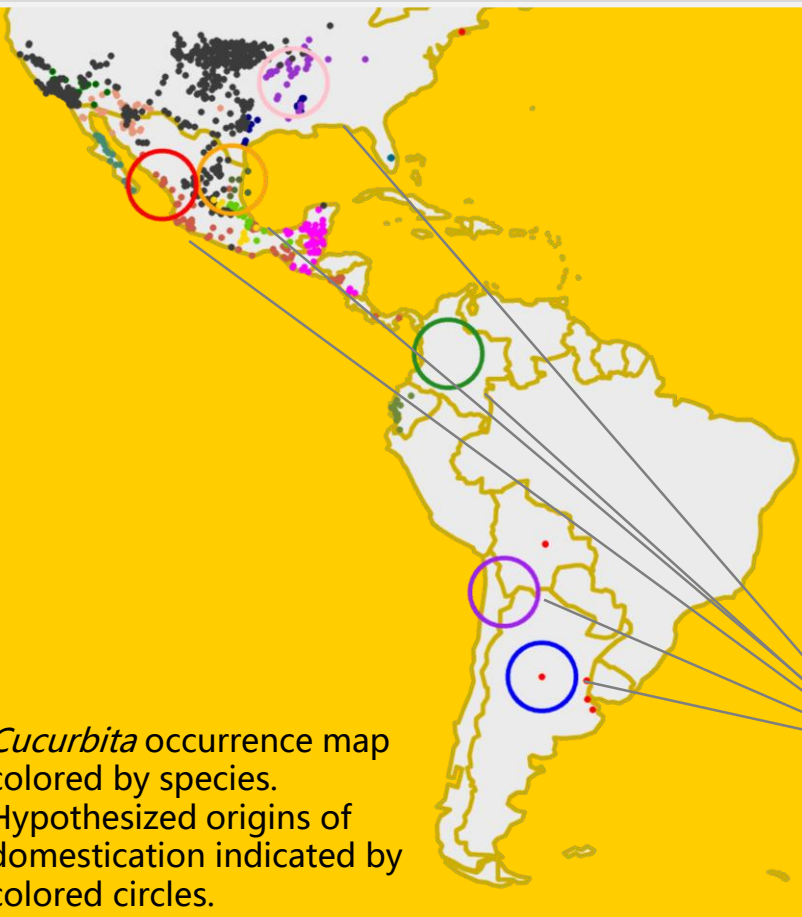 Cucurbita occurrence map
colored by species.
Hypothesized origins of
domestication indicated by
colored circles.